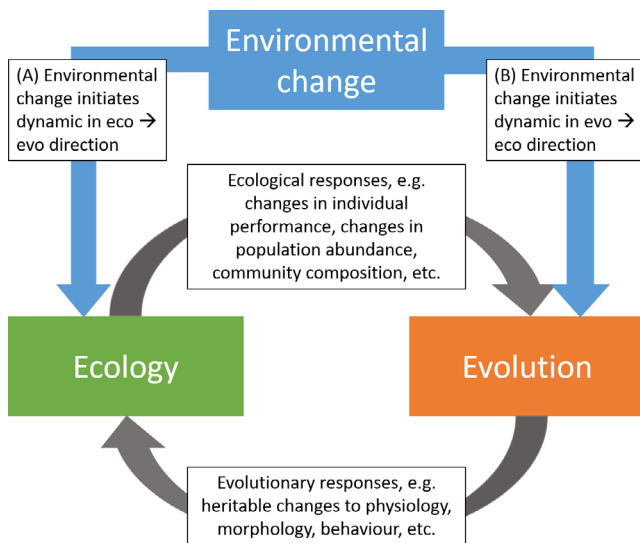 Environmental
change
(A) Environmental
change initiates
dynamic in eco →
evo direction
(B) Environmental
change initiates
dynamic in evo →
eco direction
Ecological responses, e.g.
changes in individual
performance, changes in
population abundance,
community composition, etc.
Ecology
Evolution
Evolutionary responses, e.g.
heritable changes to physiology,
morphology, behaviour, etc.